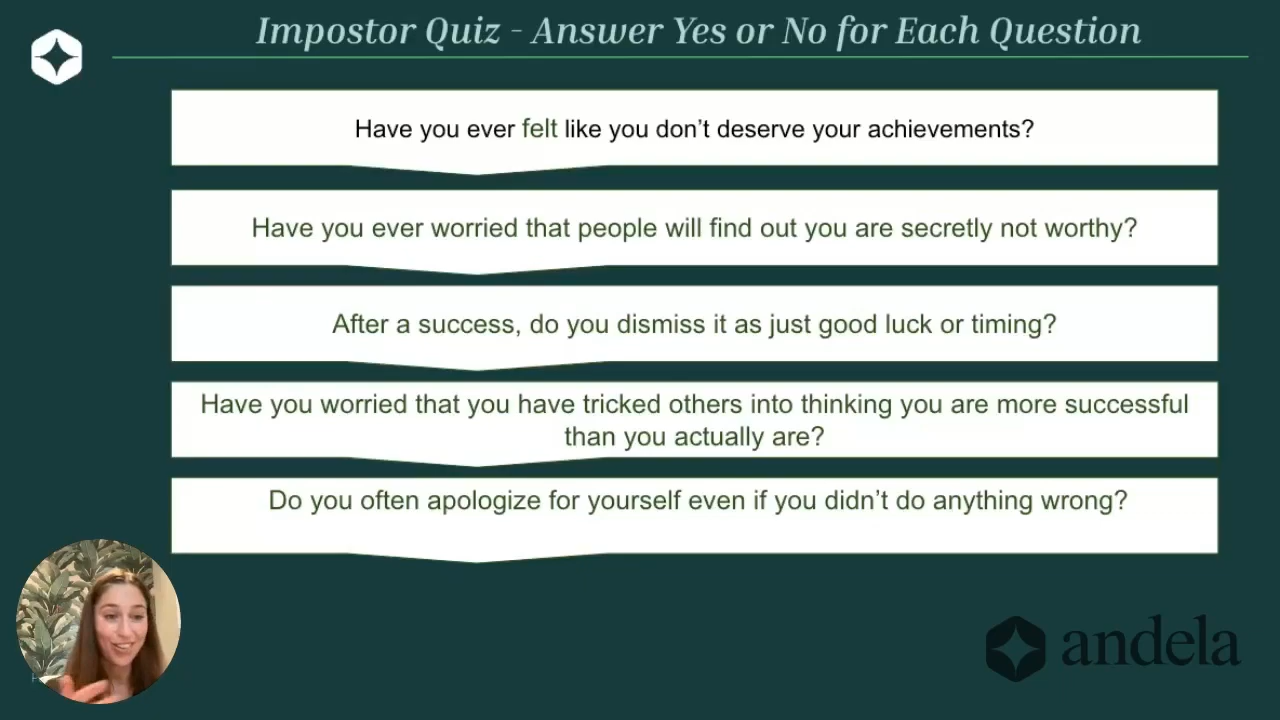 Impostor Quiz - Answer Yes or No for Each Question
Have you ever felt like you don't deserve your achievements?
Have you ever worried that people will find out you are secretly not worthy?
After a success, do you dismiss it as just good luck or timing?
Have you worried that you have tricked others into thinking you are more successful
than you actually are?
Do you often apologize for yourself even if you didn't do anything wrong?
andela